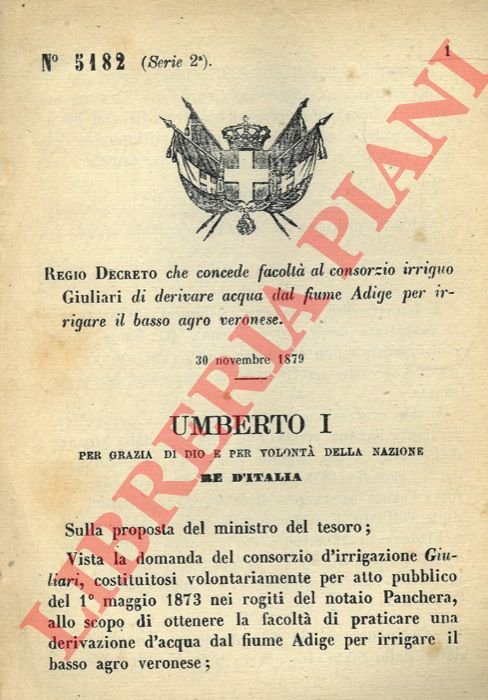 1
N° 5182 (Serie 2ª).
REGIO DECRETO che concede facoltà al consorzio irriguo
Giuliari di derivare acqua dal fiume Adige per ir-
rigare il basso agro veronese.
30 novembre 1879
UMBERTO I
PER GRAZIA DI DIO E PER VOLONTÀ DELLA NAZIONE
RE D'ITALIA
Sulla proposta del ministro del tesoro;
Vista la domanda del consorzio d'irrigazione Giu-
liari, costituitosi volontariamente per atto pubblico
del 1° maggio 1873 nei rogiti del notaio Panchera,
allo scopo di ottenere la facoltà di praticare una
derivazione d'acqua dal fiume Adige per irrigare il
basso agro veronese;
LIBRERIA PIANI